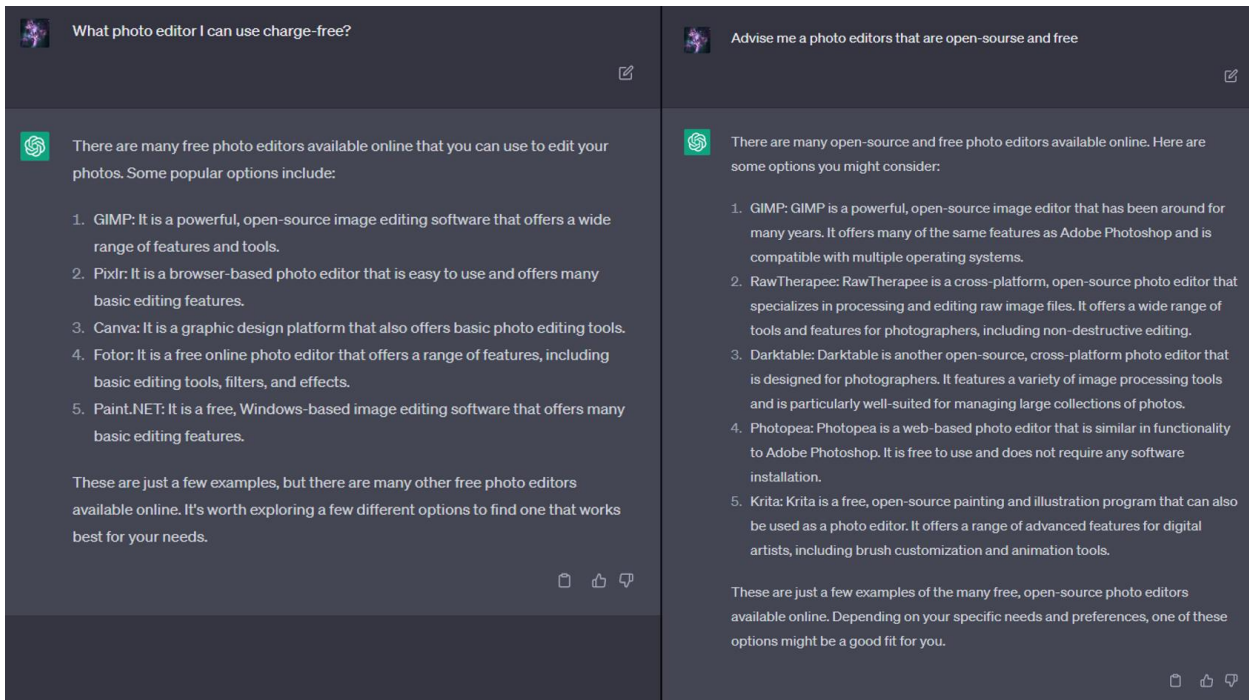 What photo editor I can use charge-free?
There are many free photo editors available online that you can use to edit your
photos. Some popular options include:
1. GIMP: It is a powerful, open-source image editing software that offers a wide
range of features and tools.
2. Pixlr: It is a browser-based photo editor that is easy to use and offers many
basic editing features.
3. Canva: It is a graphic design platform that also offers basic photo editing tools.
4. Fotor: It is a free online photo editor that offers a range of features, including
basic editing tools, filters, and effects.
5. Paint.NET: It is a free, Windows-based image editing software that offers many
basic editing features.
These are just a few examples, but there are many other free photo editors
available online. It's worth exploring a few different options to find one that works
best for your needs.
Advise me a photo editors that are open-sourse and free
There are many open-source and free photo editors available online. Here are
some options you might consider:
1. GIMP: GIMP is a powerful, open-source image editor that has been around for
many years. It offers many of the same features as Adobe Photoshop and is
compatible with multiple operating systems.
2. RawTherapee: RawTherapee is a cross-platform, open-source photo editor that
specializes in processing and editing raw image files. It offers a wide range of
tools and features for photographers, including non-destructive editing.
3. Darktable: Darktable is another open-source, cross-platform photo editor that
is designed for photographers. It features a variety of image processing tools
and is particularly well-suited for managing large collections of photos.
4. Photopea: Photopea is a web-based photo editor that is similar in functionality
to Adobe Photoshop. It is free to use and does not require any software
installation.
5. Krita: Krita is a free, open-source painting and illustration program that can also
be used as a photo editor. It offers a range of advanced features for digital
artists, including brush customization and animation tools.
These are just a few examples of the many free, open-source photo editors
available online. Depending on your specific needs and preferences, one of these
options might be a good fit for you.